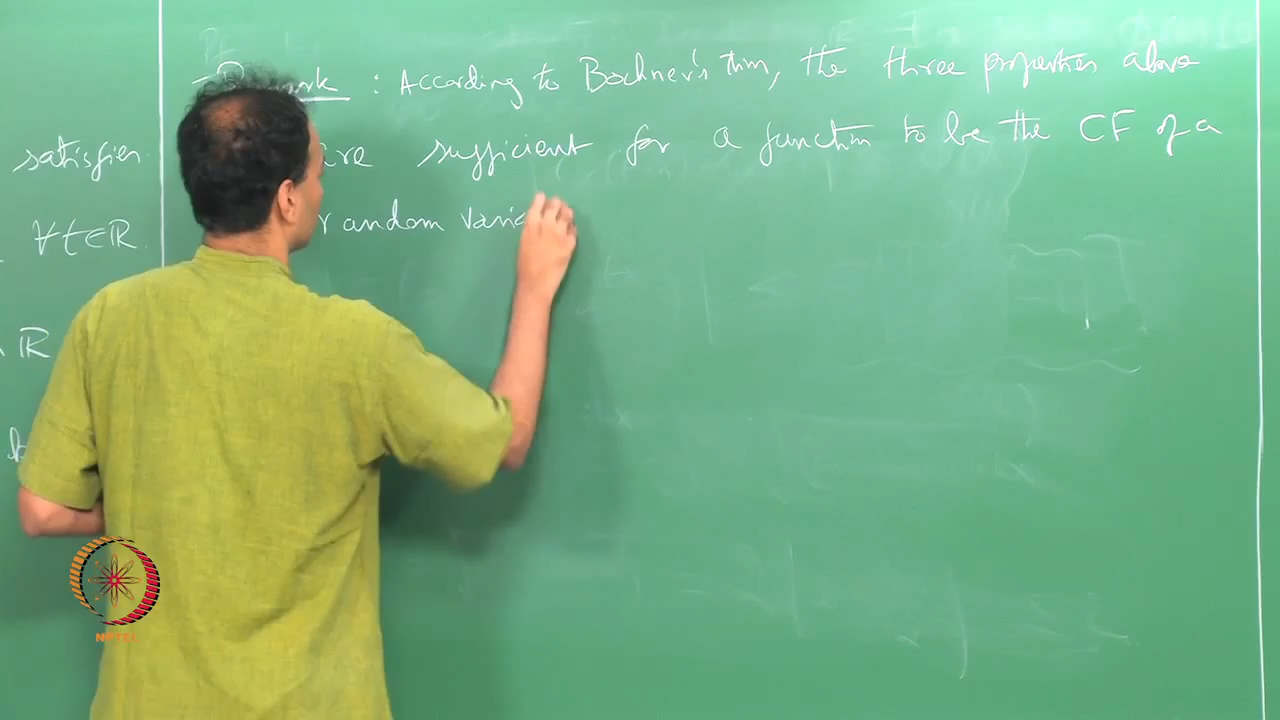 satisfies
∀t∈ℝ.
ℝ
: According to Bochner's thm, the three properties above
are sufficient for a function to be the CF of a
random varia
NPTEL